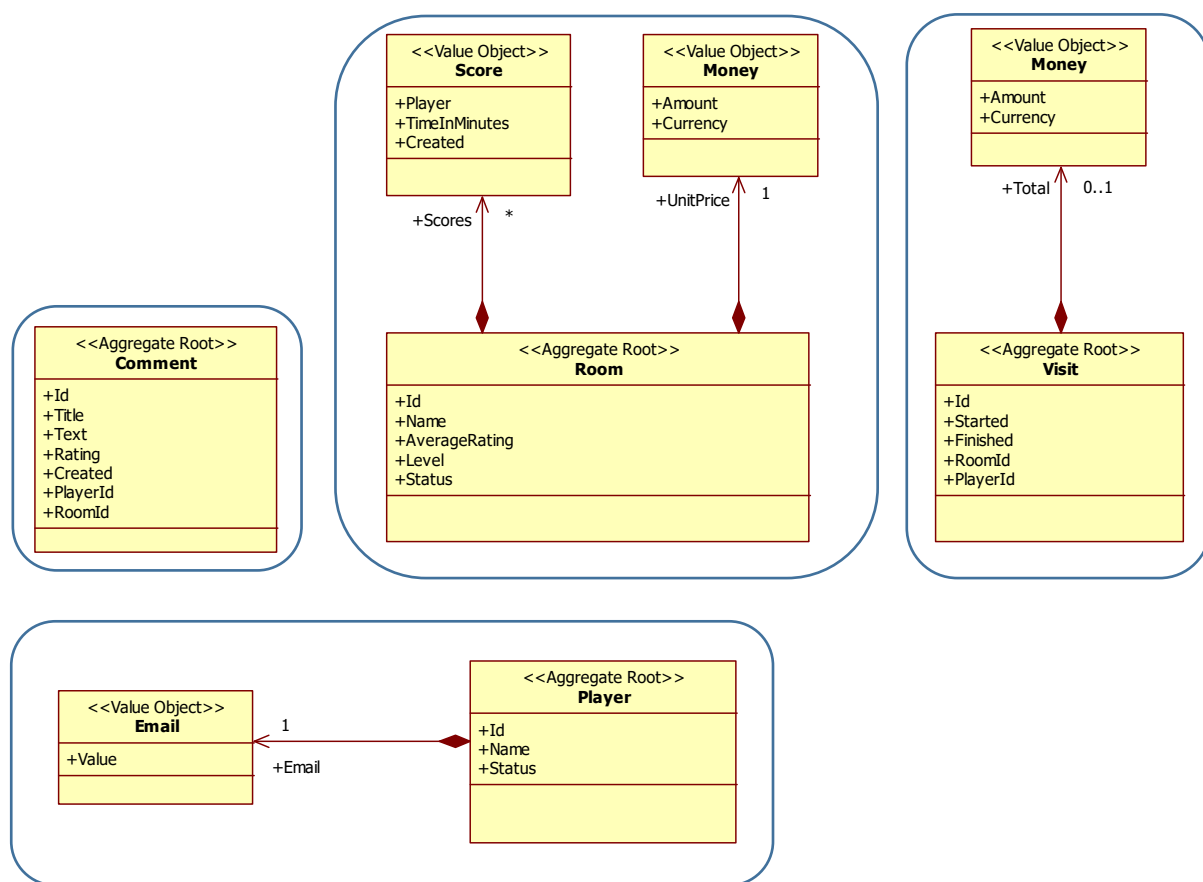 <<Value Object>>
Score
+Player
+TimeInMinutes
+Created
<<Value Object>>
Money
+Amount
+Currency
+Scores
*
+UnitPrice
1
<<Aggregate Root>>
Room
+Id
+Name
+AverageRating
+Level
+Status
<<Value Object>>
Money
+Amount
+Currency
+Total
0..1
<<Aggregate Root>>
Visit
+Id
+Started
+Finished
+RoomId
+PlayerId
<<Aggregate Root>>
Comment
+Id
+Title
+Text
+Rating
+Created
+PlayerId
+RoomId
<<Value Object>>
Email
+Value
1
+Email
<<Aggregate Root>>
Player
+Id
+Name
+Status